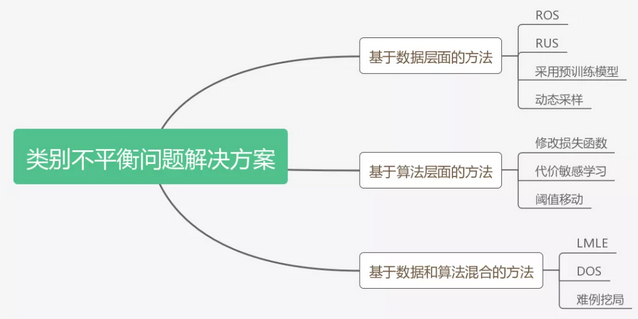 类别不平衡问题解决方案
基于数据层面的方法
ROS
RUS
采用预训练模型
动态采样
基于算法层面的方法
修改损失函数
代价敏感学习
阈值移动
基于数据和算法混合的方法
LMLE
DOS
难例挖局